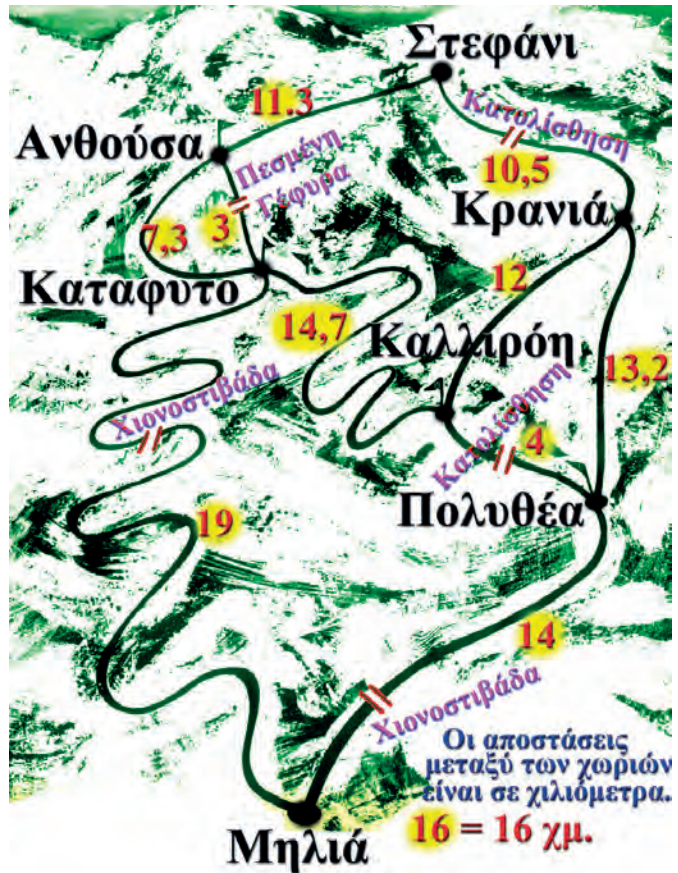 Στεφάνι
11.3
Κατολίσθηση
Ανθούσα
Πεσμένη
Γέφυρα
10,5
Κρανιά
7,3
3
Καταφυτο
12
14,7
Καλλιρόη
13,2
Χιονοστιβάδα
Κατολίσθηση
4
Πολυθέα
19
14
Χιονοστιβάδα
Οι αποστάσεις
μεταξύ των χωριών
είναι σε χιλιόμετρα.
16 = 16 χμ.
Μηλιά